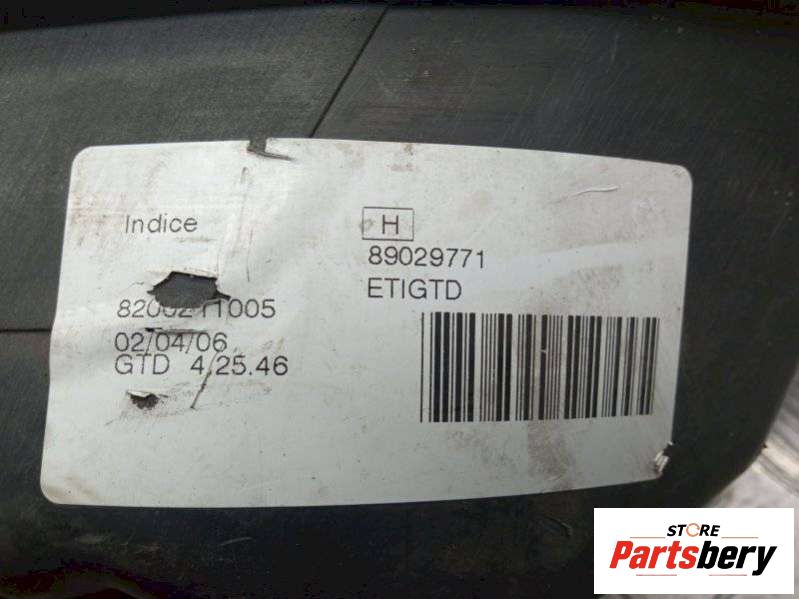 Indice
H
89029771
ETIGTD
02/04/06
GTD 4.25.46
STORE
Partsbery